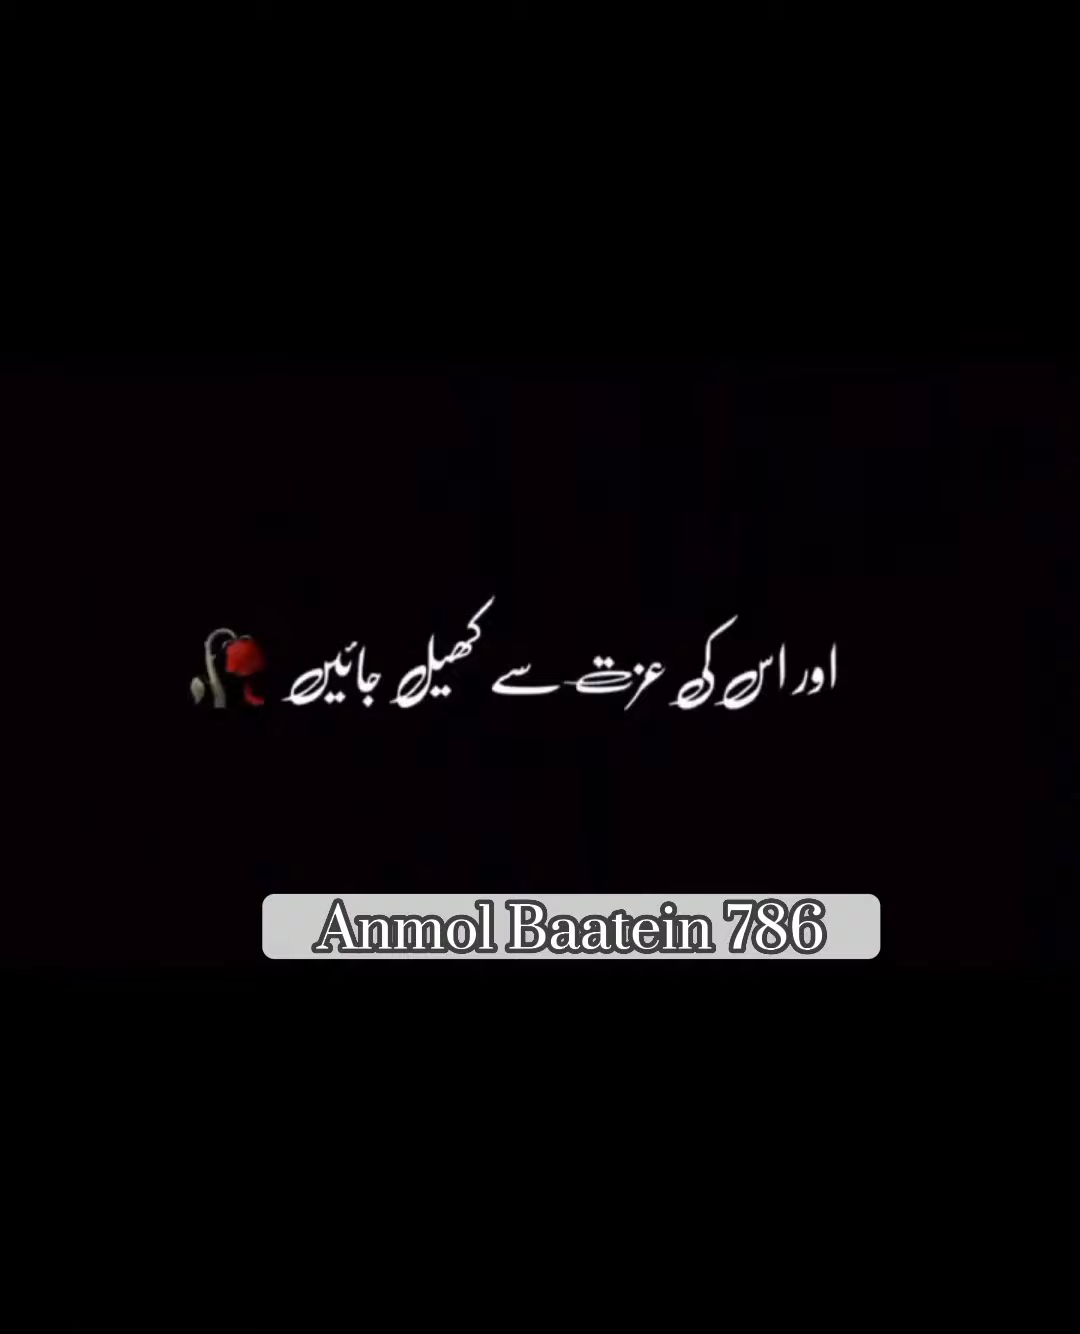 اور اس کی عزت سے کھیل جائیں
Anmol Baatein 786